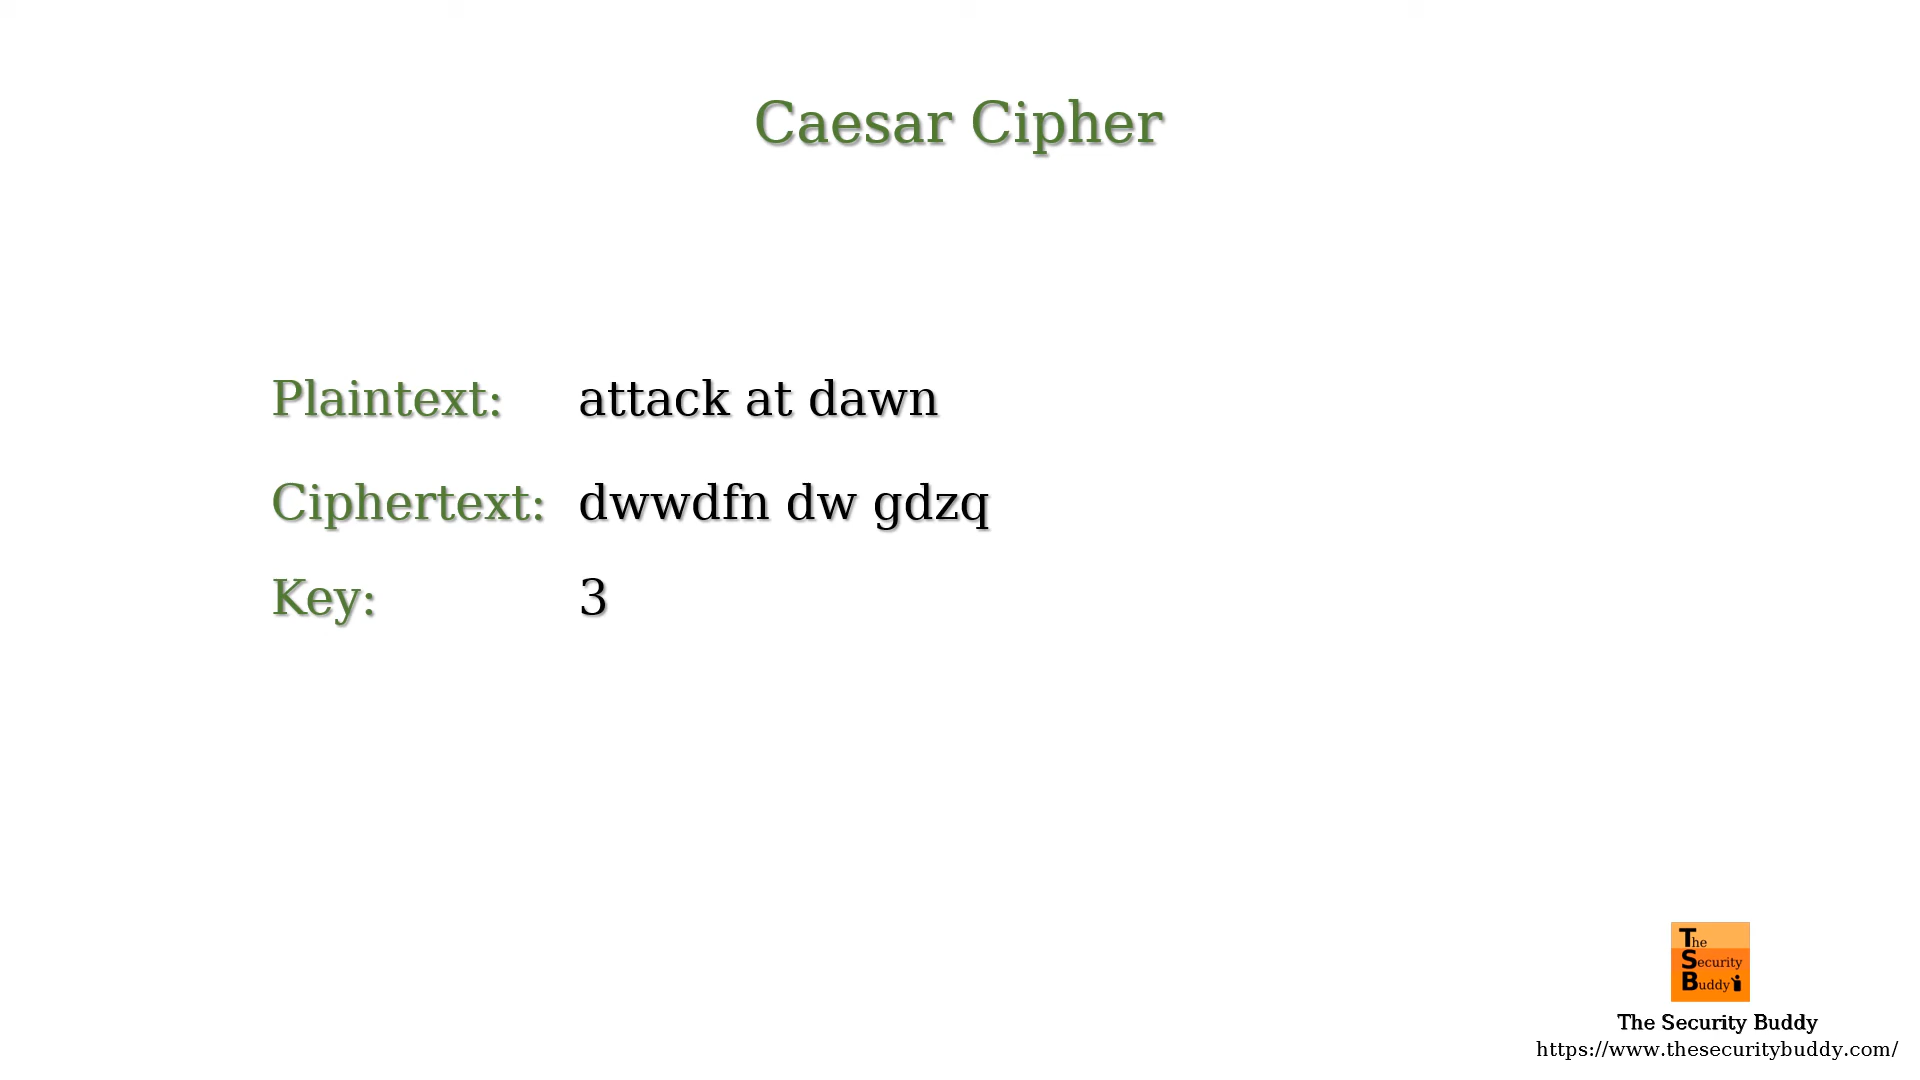 Caesar Cipher
Plaintext: attack at dawn
Ciphertext: dwwdfn dw gdzq
Key: 3
The
Security
Buddy
The Security Buddy
https://www.thesecuritybuddy.com/